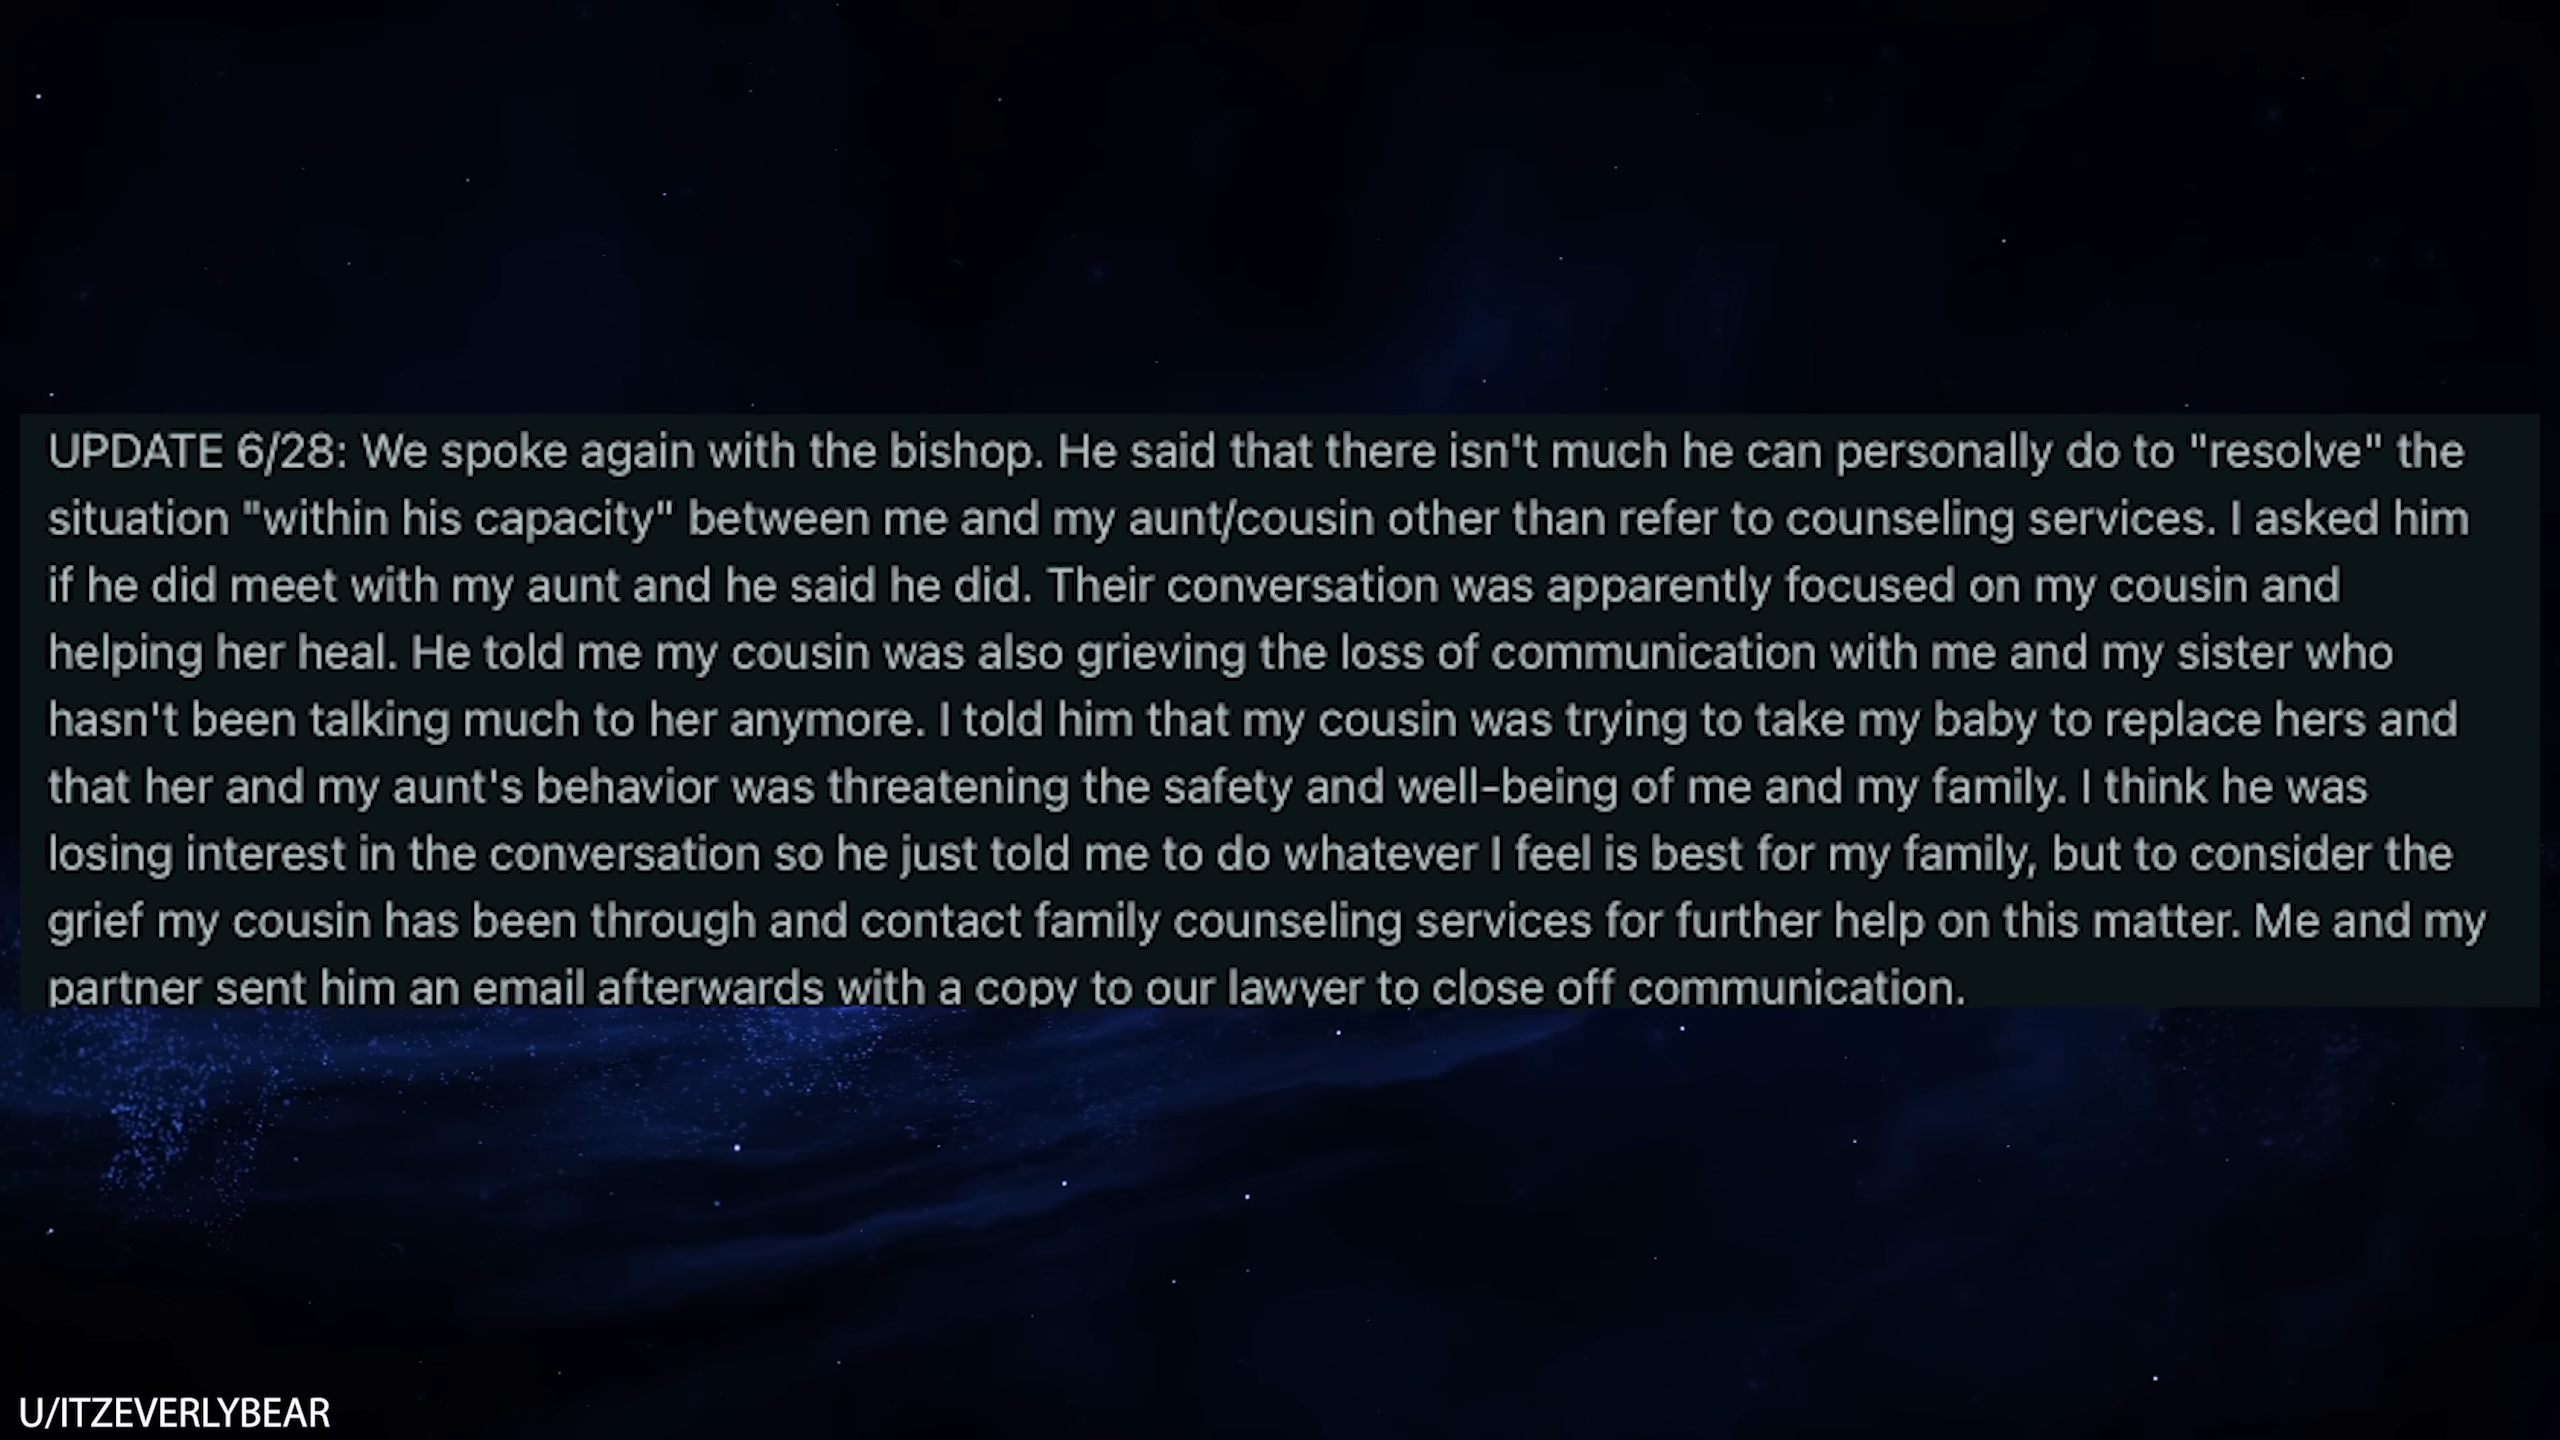 UPDATE 6/28: We spoke again with the bishop. He said that there isn't much he can personally do to "resolve" the
situation "within his capacity" between me and my aunt/cousin other than refer to counseling services. I asked him
if he did meet with my aunt and he said he did. Their conversation was apparently focused on my cousin and
helping her heal. He told me my cousin was also grieving the loss of communication with me and my sister who
hasn't been talking much to her anymore. I told him that my cousin was trying to take my baby to replace hers and
that her and my aunt's behavior was threatening the safety and well-being of me and my family. I think he was
losing interest in the conversation so he just told me to do whatever I feel is best for my family, but to consider the
grief my cousin has been through and contact family counseling services for further help on this matter. Me and my
partner sent him an email afterwards with a copy to our lawyer to close off communication.
U/ITZEVERLYBEAR